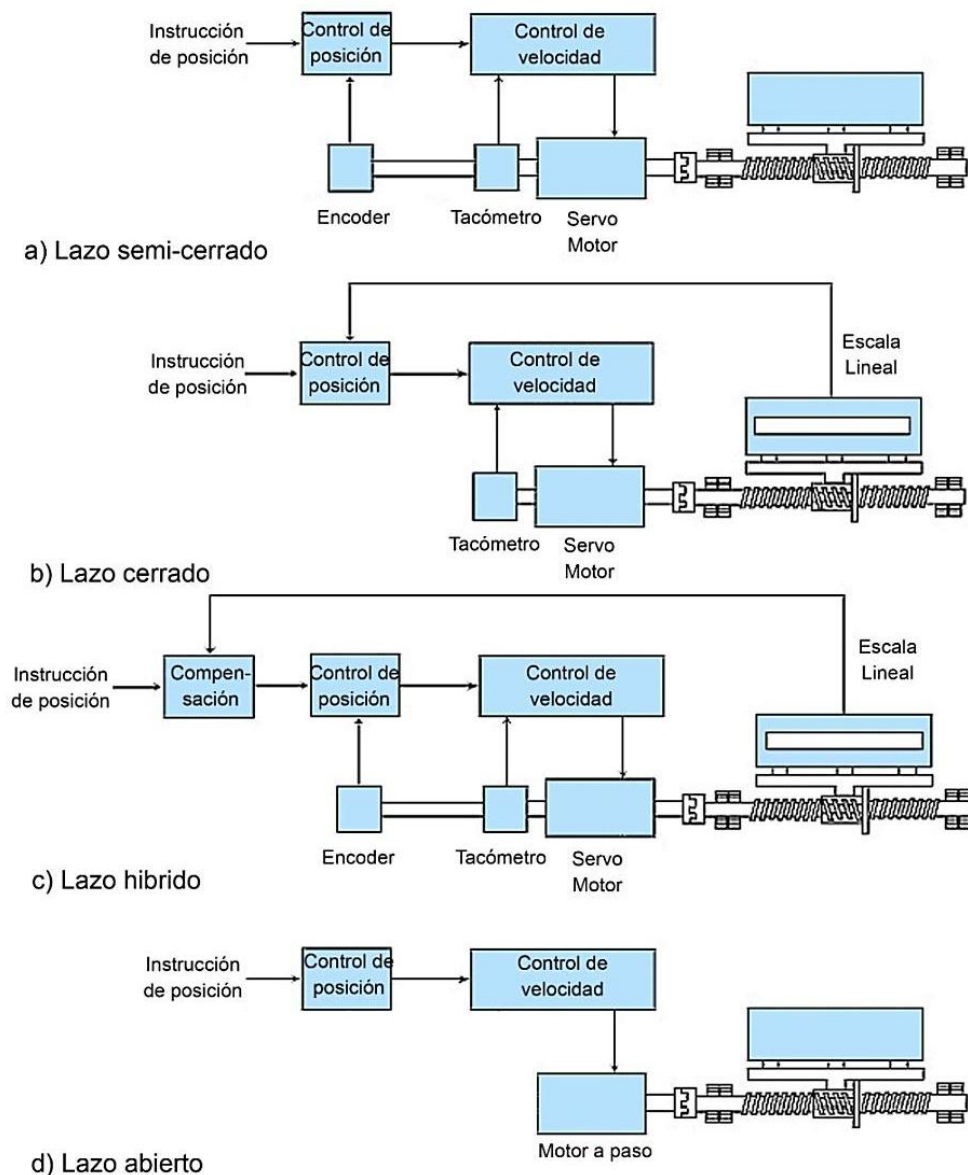 Instrucción
de posición
Control de
posición
Control de
velocidad
Encoder
Tacómetro
Servo
Motor
a) Lazo semi-cerrado
Instrucción
de posición
Control de
posición
Control de
velocidad
Escala
Lineal
Tacómetro
Servo
Motor
b) Lazo cerrado
Instrucción
de posición
Compen-
sación
Control de
posición
Control de
velocidad
Escala
Lineal
Encoder
Tacómetro
Servo
Motor
c) Lazo hibrido
Instrucción
de posición
Control de
posición
Control de
velocidad
Motor a paso
d) Lazo abierto